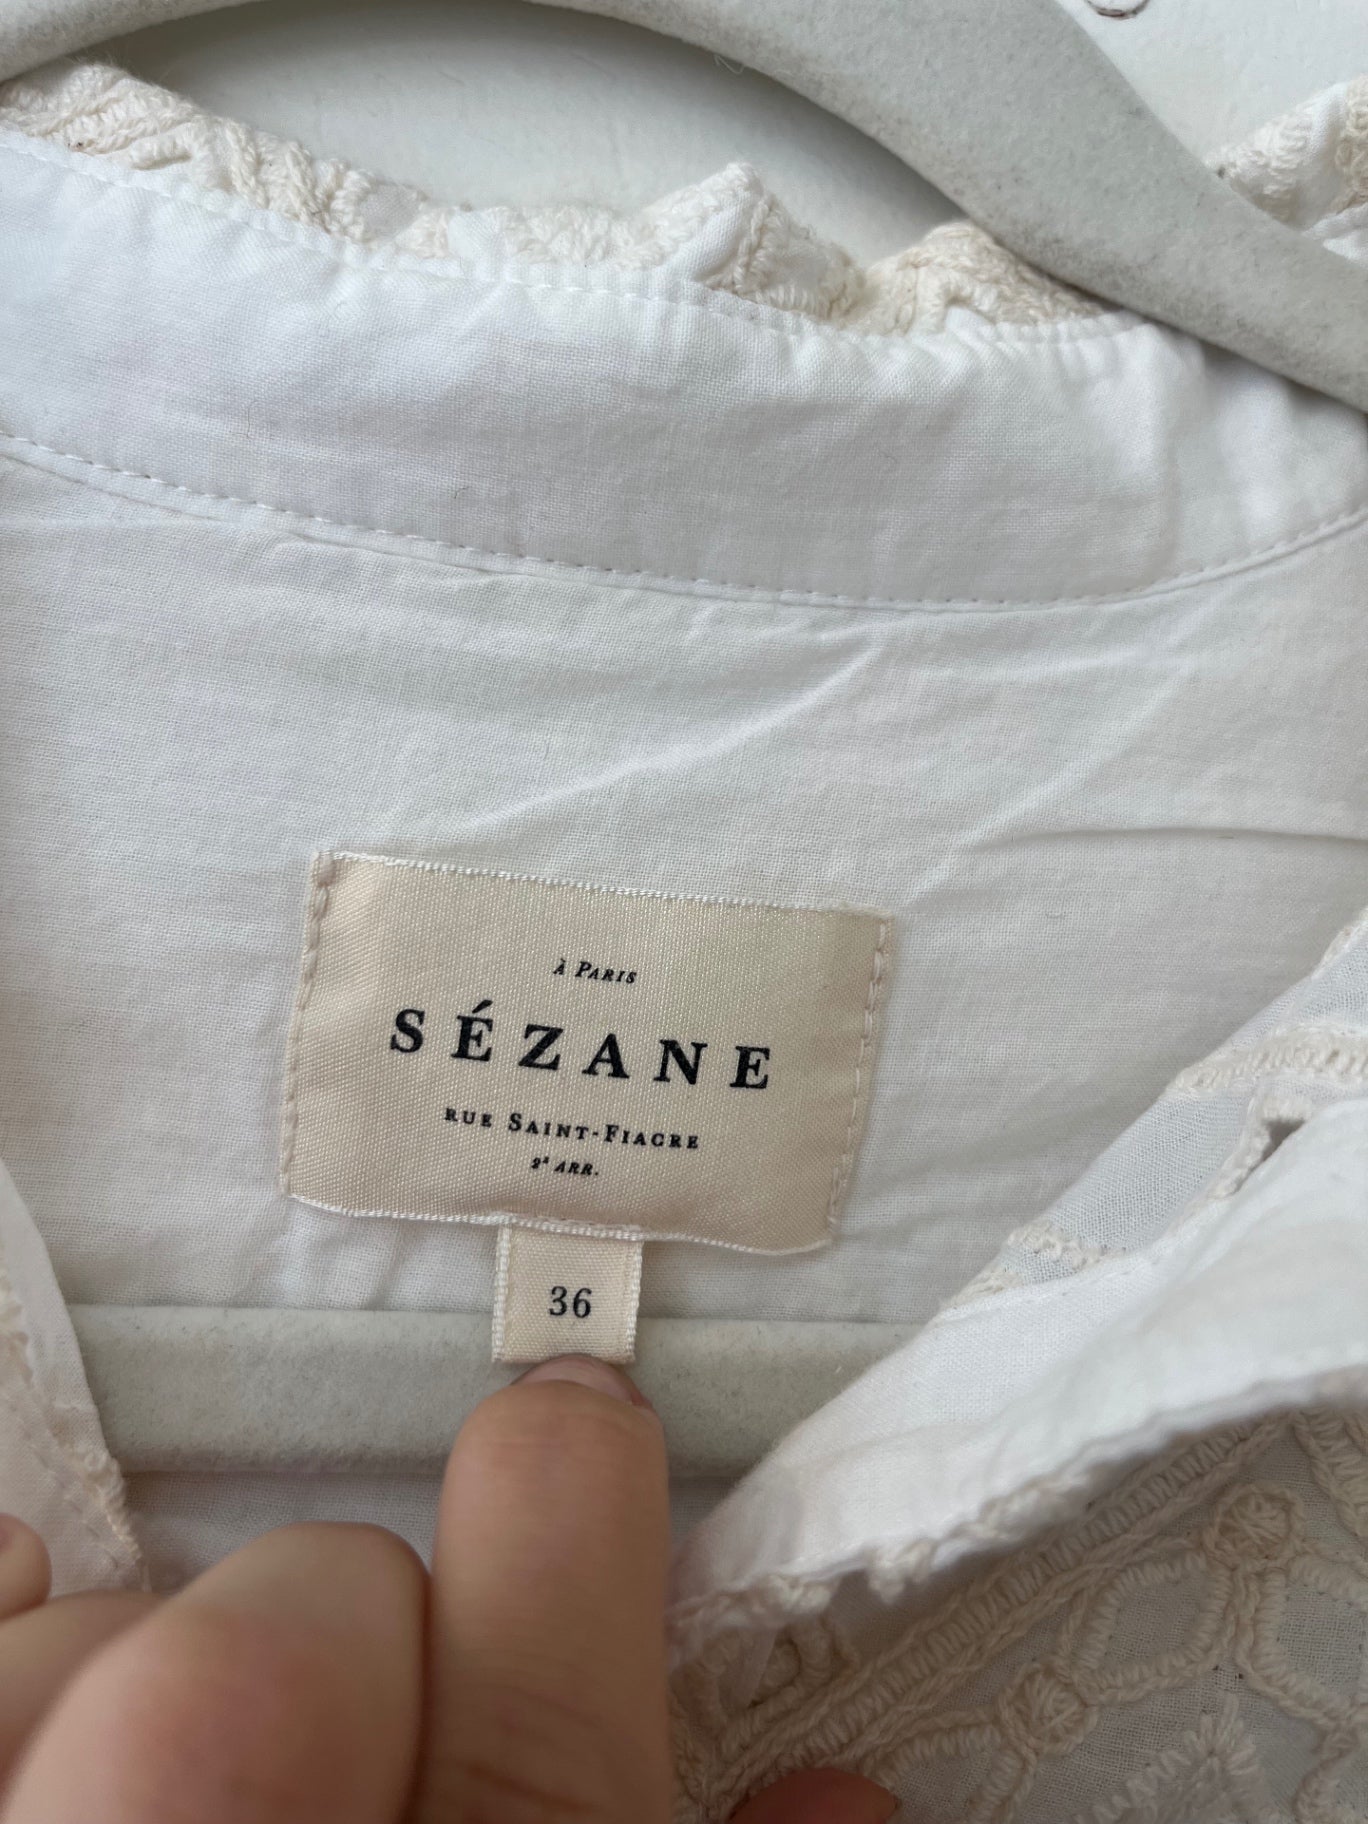 À PARIS
SÉZANE
RUE SAINT-FIACRE
2ᵉ ARR.
36